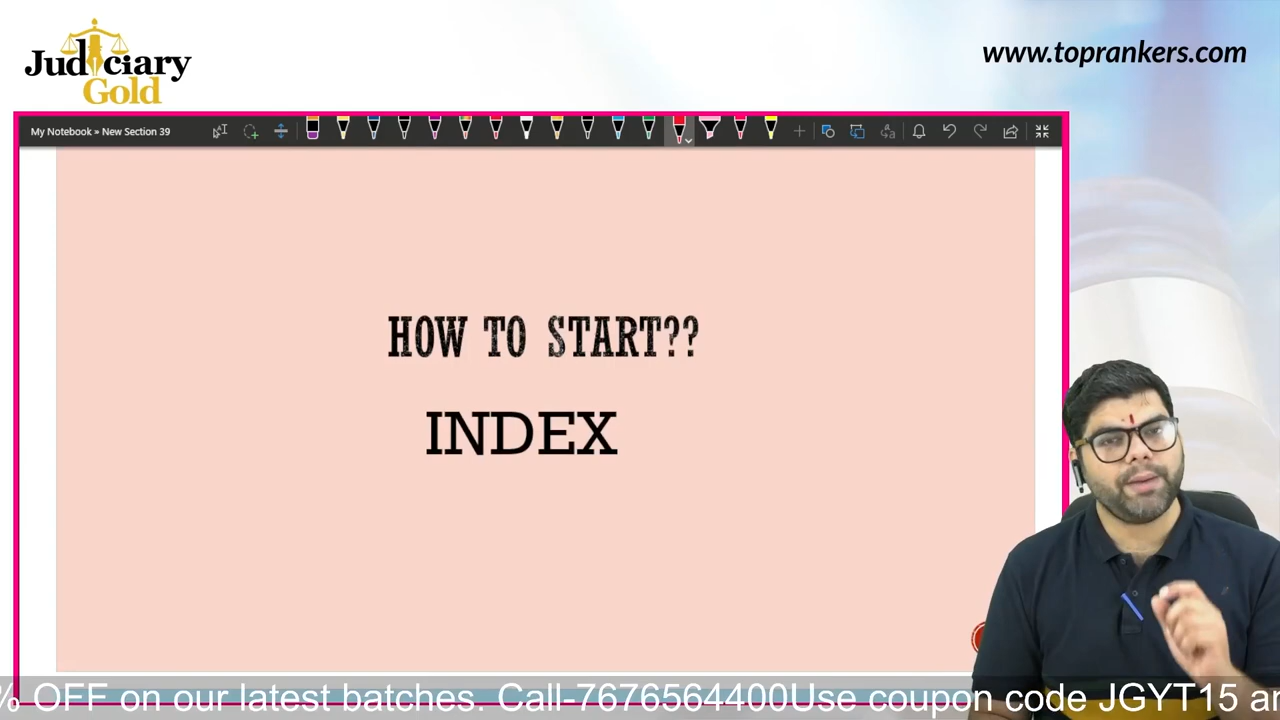 Judiciary
Gold
www.toprankers.com
My Notebook » New Section 39
HOW TO START??
INDEX
% OFF on our latest batches. Call-7676564400Use coupon code JGYT15 ar